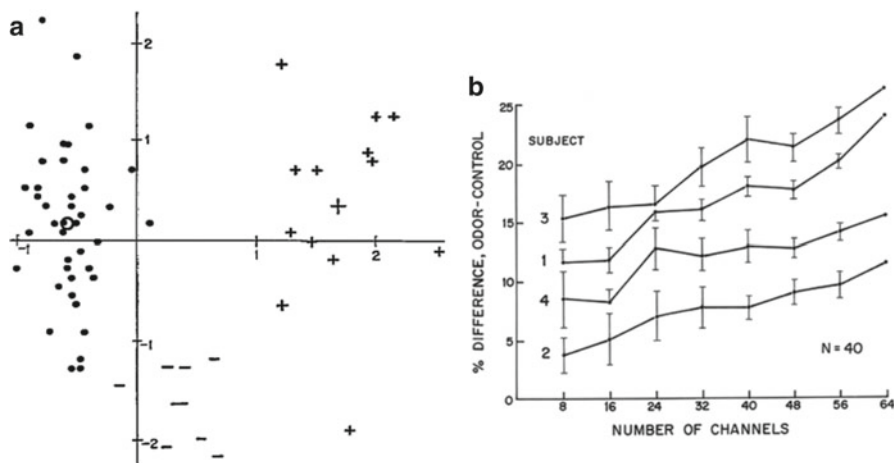 a
2
1
-1
1
2
-1
-2
b
25
SUBJECT
20
3
15
1
10
4
5
2
N = 40
0
8 16 24 32 40 48 56 64
NUMBER OF CHANNELS
% DIFFERENCE, ODOR-CONTROL